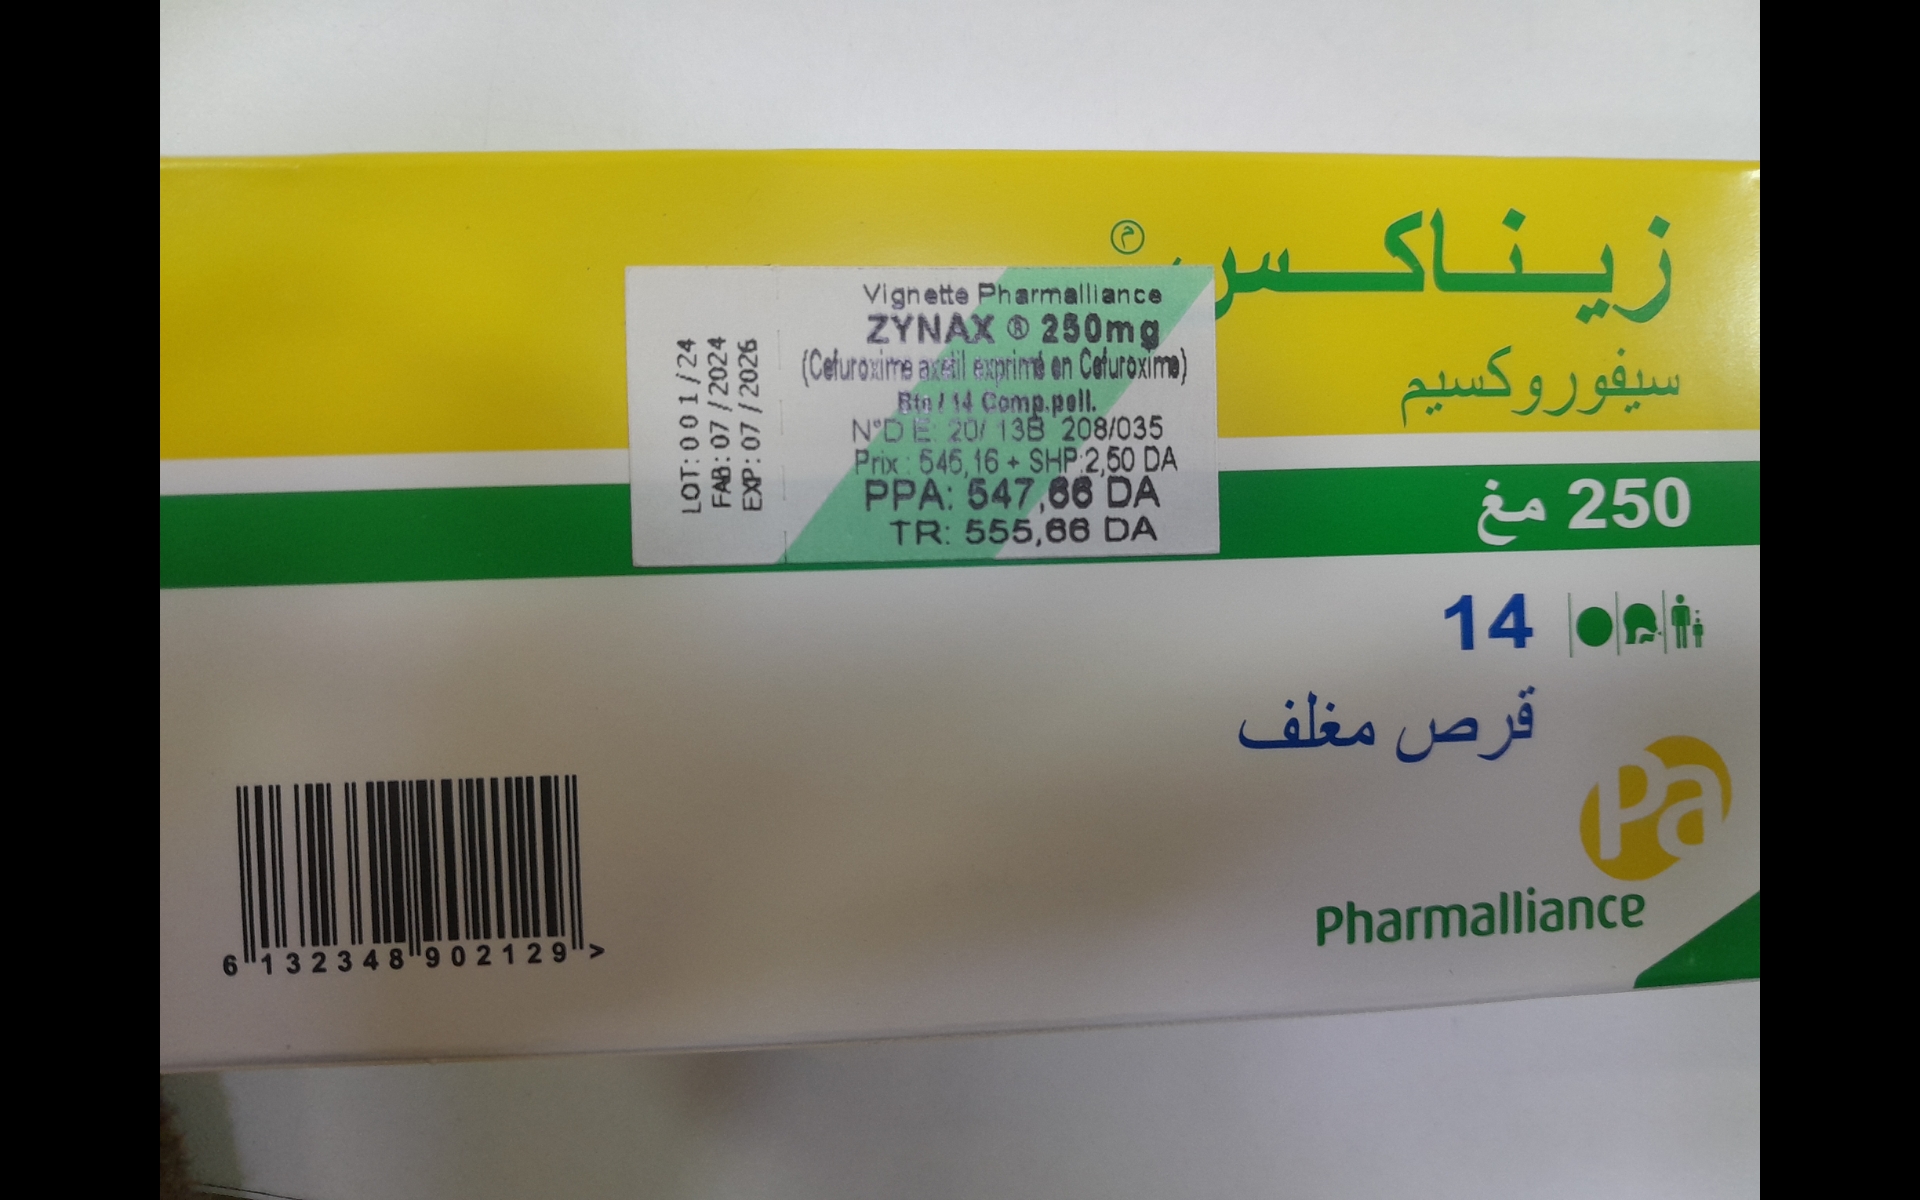 زيناكس
م
سيفوروكسيم
250 مغ
14
قرص مغلف
Pa
Pharmalliance
Vignette Pharmalliance
ZYNAX ® 250mg
(Cefuroxime axétil exprimé en Cefuroxime)
Bte / 14 Comp.pell.
N°D E: 20/ 13B 208/035
Prix : 545,16 + SHP:2,50 DA
PPA: 547,66 DA
TR: 555,66 DA
LOT: 001/24
FAB: 07/2024
EXP: 07/2026
6 132348 902129 >